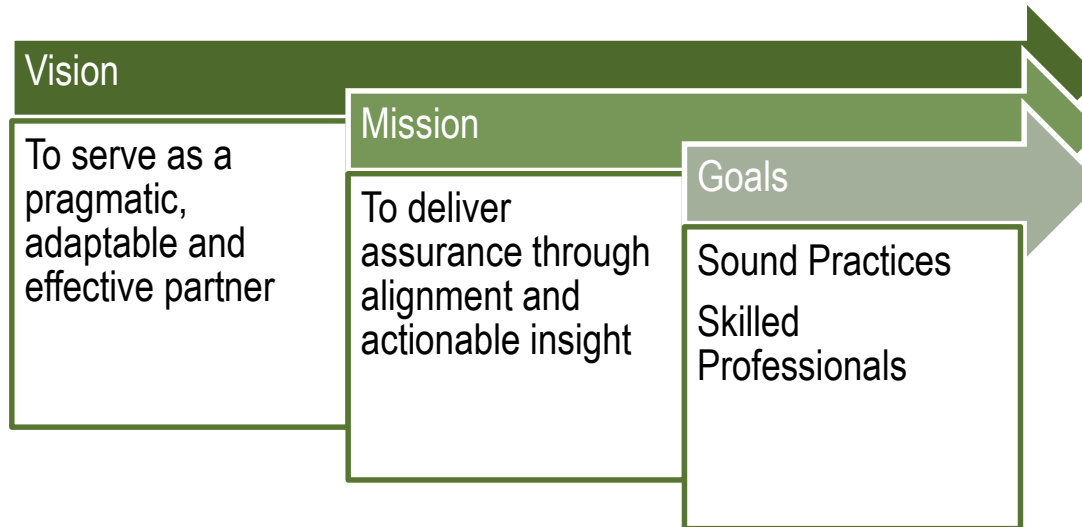 Vision
To serve as a
pragmatic,
adaptable and
effective partner
Mission
To deliver
assurance through
alignment and
actionable insight
Goals
Sound Practices
Skilled
Professionals